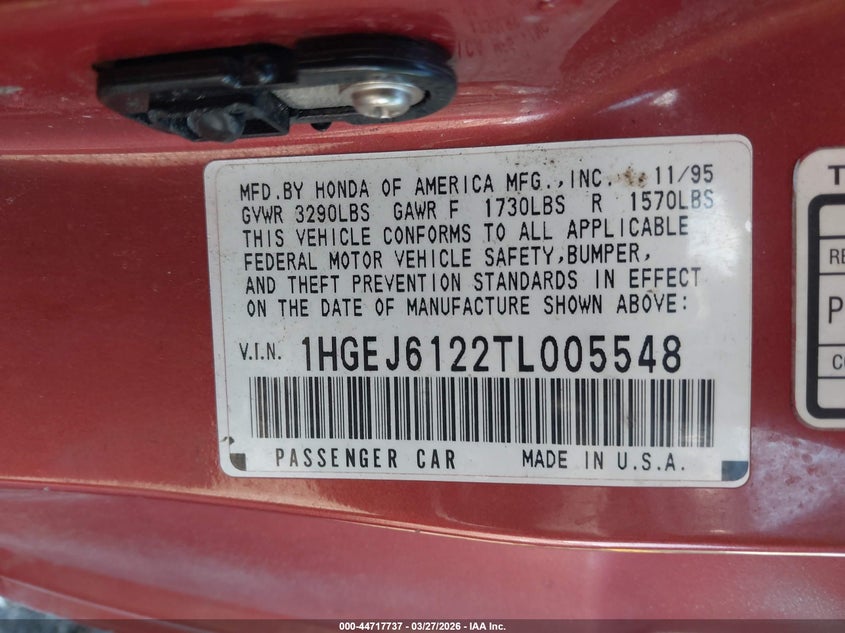 MFD.BY HONDA OF AMERICA MFG.,INC. 11/95
GVWR 3290LBS GAWR F 1730LBS R 1570LBS
THIS VEHICLE CONFORMS TO ALL APPLICABLE
FEDERAL MOTOR VEHICLE SAFETY,BUMPER,
AND THEFT PREVENTION STANDARDS IN EFFECT
ON THE DATE OF MANUFACTURE SHOWN ABOVE:
V.I.N. 1HGEJ6122TL005548
PASSENGER CAR MADE IN U.S.A.
T
RE
P
CO
000-44717737 - 03/27/2026 - IAA Inc.